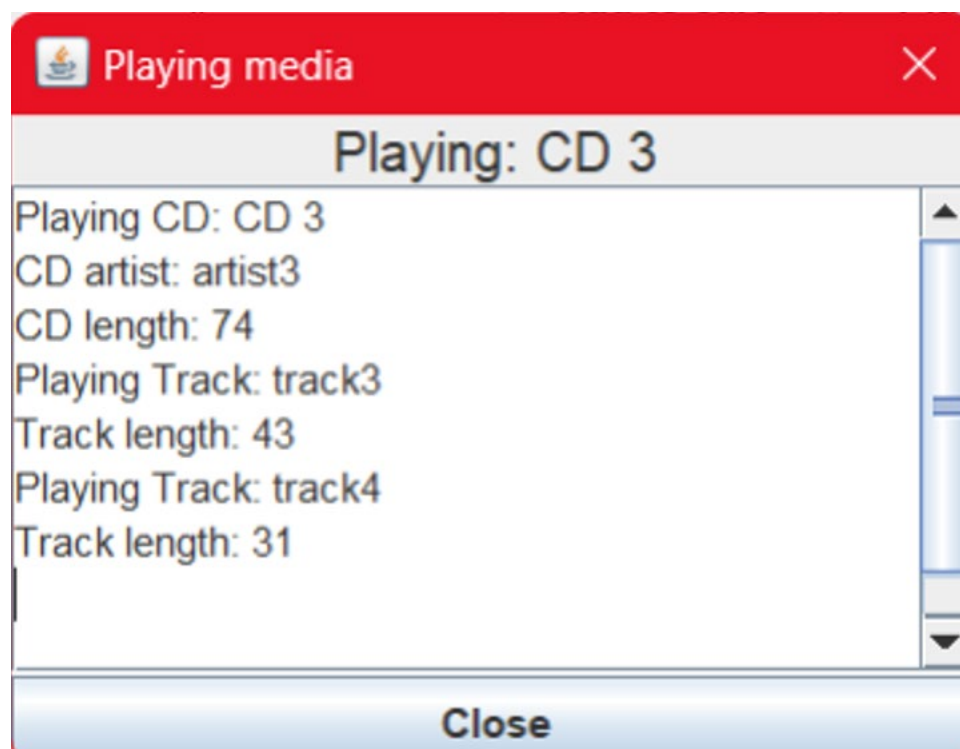 Playing media
Playing: CD 3
Playing CD: CD 3
CD artist: artist3
CD length: 74
Playing Track: track3
Track length: 43
Playing Track: track4
Track length: 31
Close